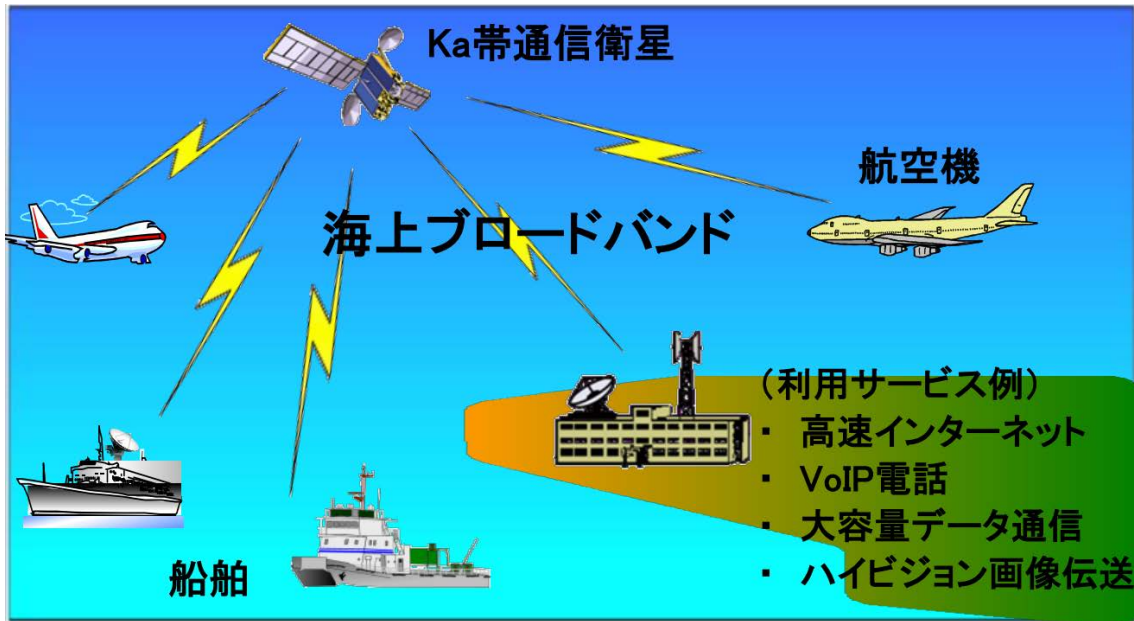 Ka帯通信衛星
航空機
海上ブロードバンド
（利用サービス例）
・ 高速インターネット
・ VoIP電話
・ 大容量データ通信
・ ハイビジョン画像伝送
船舶